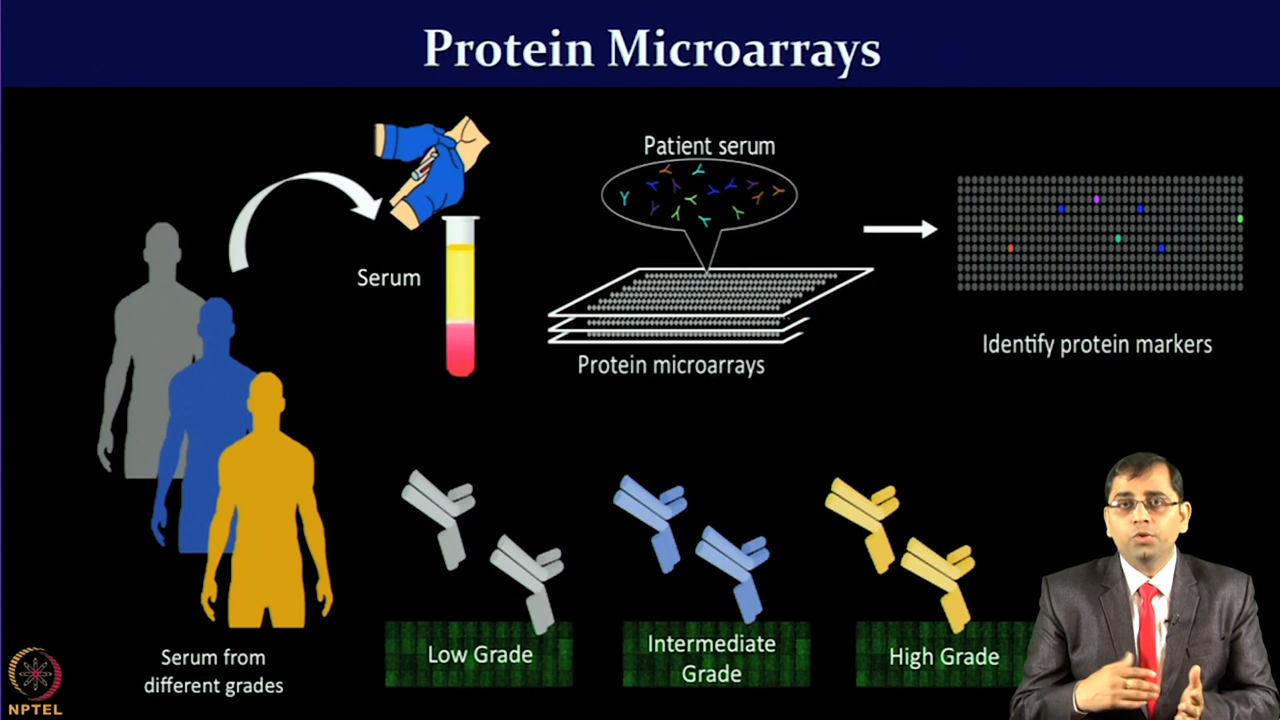 Protein Microarrays
Patient serum
Serum
Protein microarrays
Identify protein markers
Low Grade
Intermediate
Grade
High Grade
Serum from
different grades
NPTEL